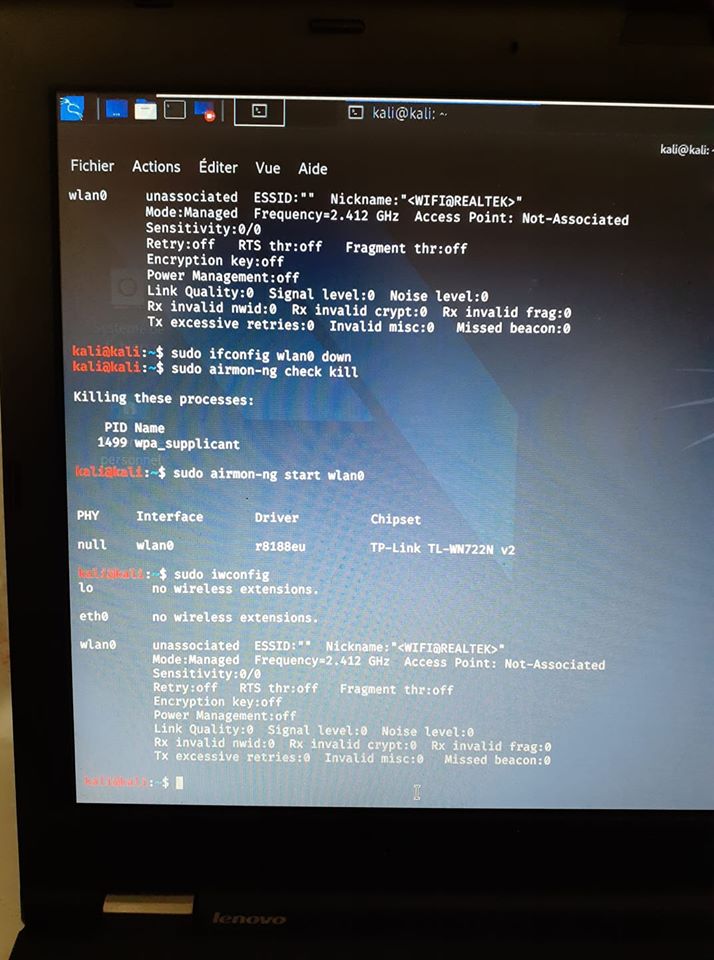 kali@kali: ~
kali@kali: ~
Fichier Actions Éditer Vue Aide
wlan0 unassociated ESSID:"" Nickname:"<WIFI@REALTEK>"
Mode:Managed Frequency=2.412 GHz Access Point: Not-Associated
Sensitivity:0/0
Retry:off RTS thr:off Fragment thr:off
Encryption key:off
Power Management:off
Link Quality:0 Signal level:0 Noise level:0
Rx invalid nwid:0 Rx invalid crypt:0 Rx invalid frag:0
Tx excessive retries:0 Invalid misc:0 Missed beacon:0
kali@kali:~$ sudo ifconfig wlan0 down
kali@kali:~$ sudo airmon-ng check kill
Killing these processes:
PID Name
1499 wpa_supplicant
kali@kali:~$ sudo airmon-ng start wlan0
PHY Interface Driver Chipset
null wlan0 r8188eu TP-Link TL-WN722N v2
kali@kali:~$ sudo iwconfig
lo no wireless extensions.
eth0 no wireless extensions.
wlan0 unassociated ESSID:"" Nickname:"<WIFI@REALTEK>"
Mode:Managed Frequency=2.412 GHz Access Point: Not-Associated
Sensitivity:0/0
Retry:off RTS thr:off Fragment thr:off
Encryption key:off
Power Management:off
Link Quality:0 Signal level:0 Noise level:0
Rx invalid nwid:0 Rx invalid crypt:0 Rx invalid frag:0
Tx excessive retries:0 Invalid misc:0 Missed beacon:0
kali@kali:~$
lenovo